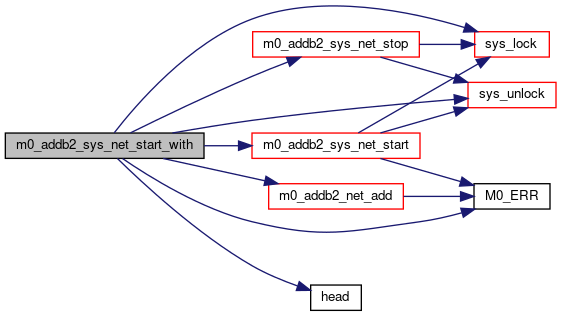 m0_addb2_sys_net_stop
sys_lock
sys_unlock
m0_addb2_sys_net_start_with
m0_addb2_sys_net_start
m0_addb2_net_add
M0_ERR
head